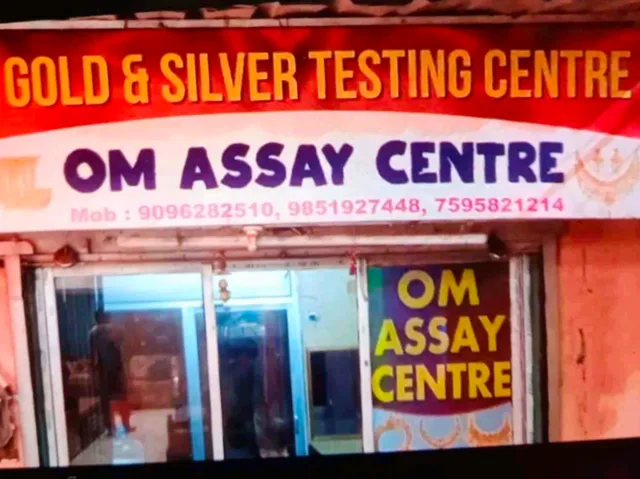 GOLD & SILVER TESTING CENTRE
OM ASSAY CENTRE
Mob : 9096282510, 9851927448, 7595821214
OM
ASSAY
CENTRE